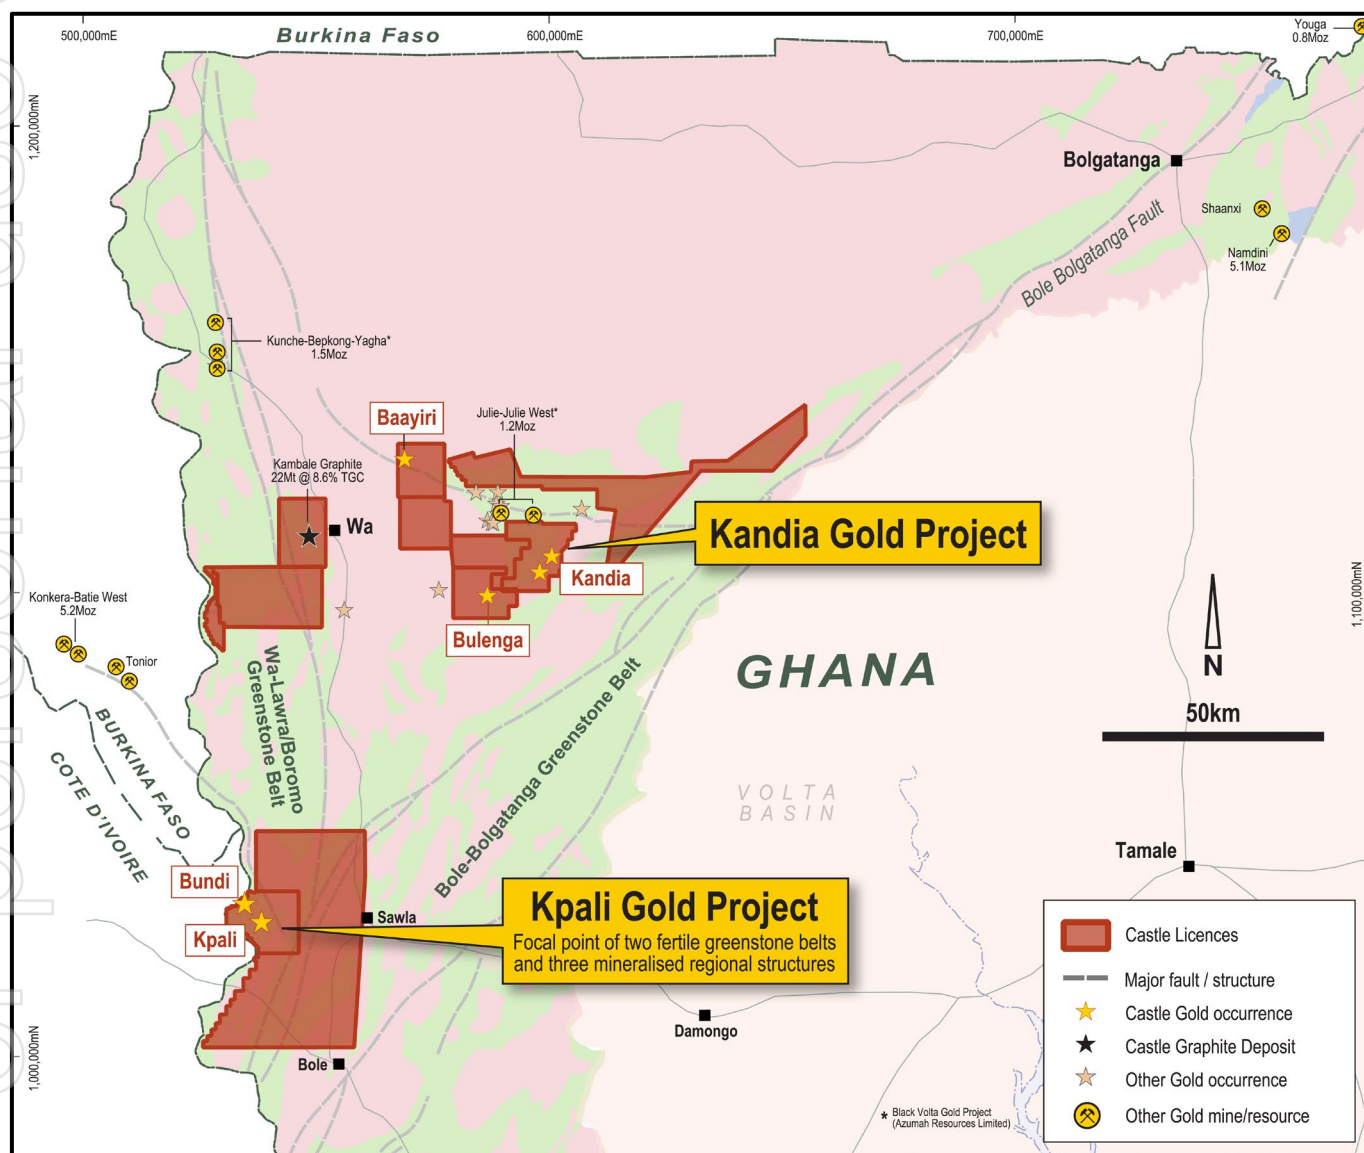 500,000mE
Burkina Faso
600,000mE
700,000mE
Youga
0.8Moz
1,200,000mN
Bolgatanga
Shaanxi
Namdini
5.1Moz
Bole Bolgatanga Fault
Kunche-Bepkong-Yagha*
1.5Moz
Baayiri
Julie-Julie West*
1.2Moz
Kambale Graphite
22Mt @ 8.6% TGC
Wa
Kandia Gold Project
Kandia
Bulenga
1,100,000mN
Konkera-Batie West
5.2Moz
Tonior
Wa-Lawra/Boromo
Greenstone Belt
GHANA
N
50km
BURKINA FASO
COTE D'IVOIRE
Bole-Bolgatanga Greenstone Belt
VOLTA
BASIN
Tamale
Bundi
Kpali
Sawla
Kpali Gold Project
Focal point of two fertile greenstone belts
and three mineralised regional structures
Damongo
Bole
1,000,000mN
Castle Licences
Major fault / structure
Castle Gold occurrence
Castle Graphite Deposit
Other Gold occurrence
Other Gold mine/resource
* Black Volta Gold Project
(Azumah Resources Limited)